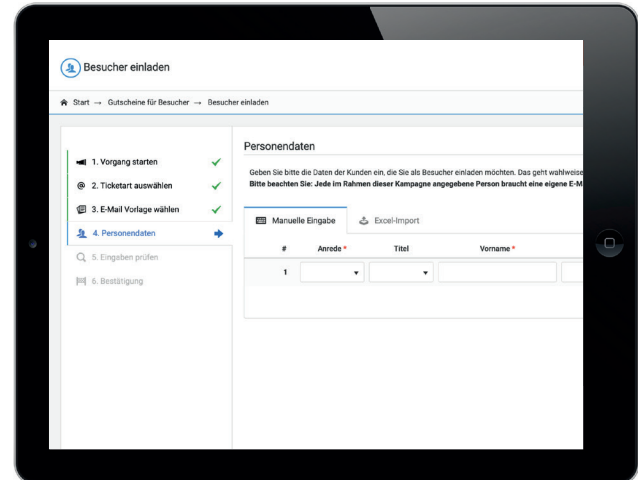 Besucher einladen
Start → Gutscheine für Besucher → Besucher einladen
1. Vorgang starten
@ 2. Ticketart auswählen
3. E-Mail Vorlage wählen
4. Personendaten
5. Eingaben prüfen
6. Bestätigung
Personendaten
Geben Sie bitte die Daten der Kunden ein, die Sie als Besucher einladen möchten. Das geht wahlweise
Bitte beachten Sie: Jede im Rahmen dieser Kampagne angegebene Person braucht eine eigene E-M
Manuelle Eingabe Excel-Import
# Anrede * Titel Vorname *
1